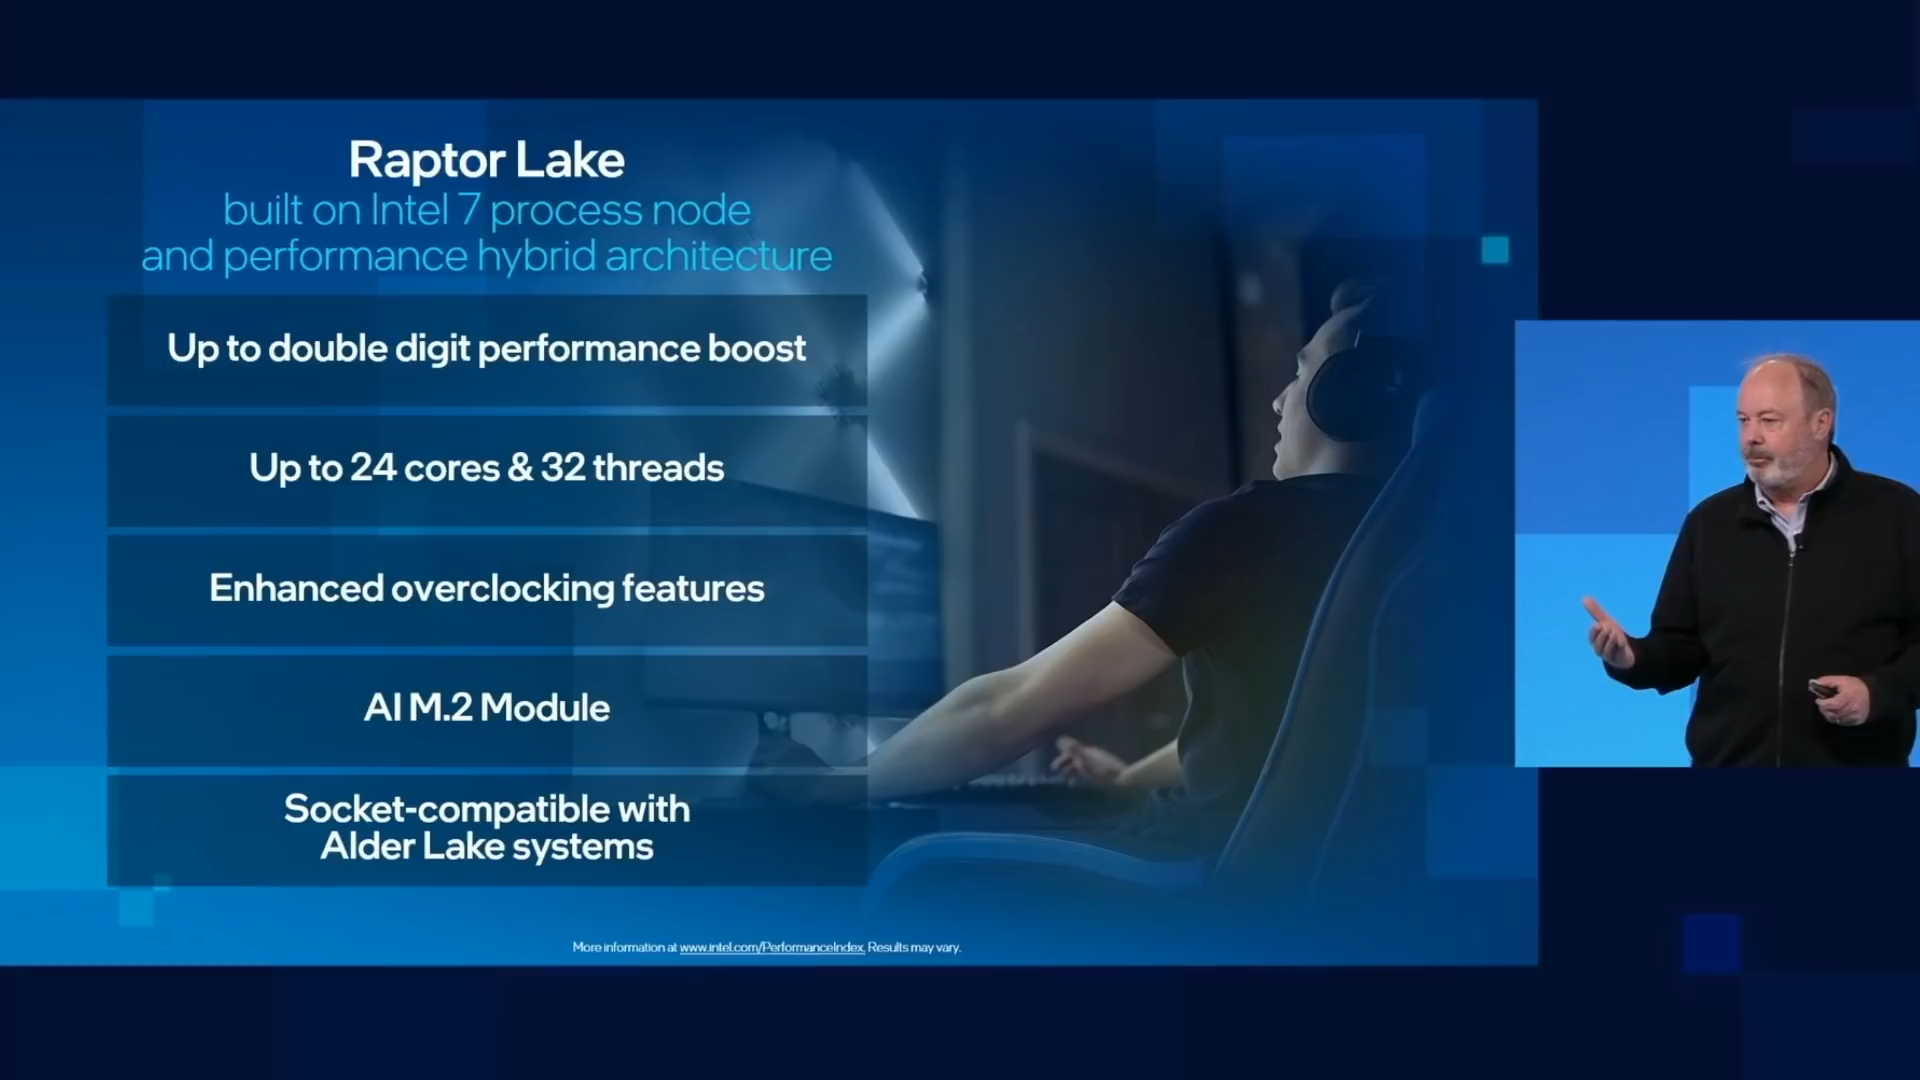 Raptor Lake
built on Intel 7 process node
and performance hybrid architecture
Up to double digit performance boost
Up to 24 cores & 32 threads
Enhanced overclocking features
AI M.2 Module
Socket-compatible with
Alder Lake systems
More information at www.intel.com/PerformanceIndex. Results may vary.